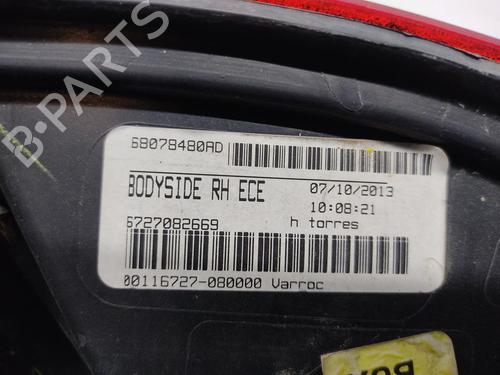 68078480AD
BODYSIDE RH ECE
07/10/2013
10:08:21
6727082669
h torres
00116727-080000 Varroc
B-PARTS